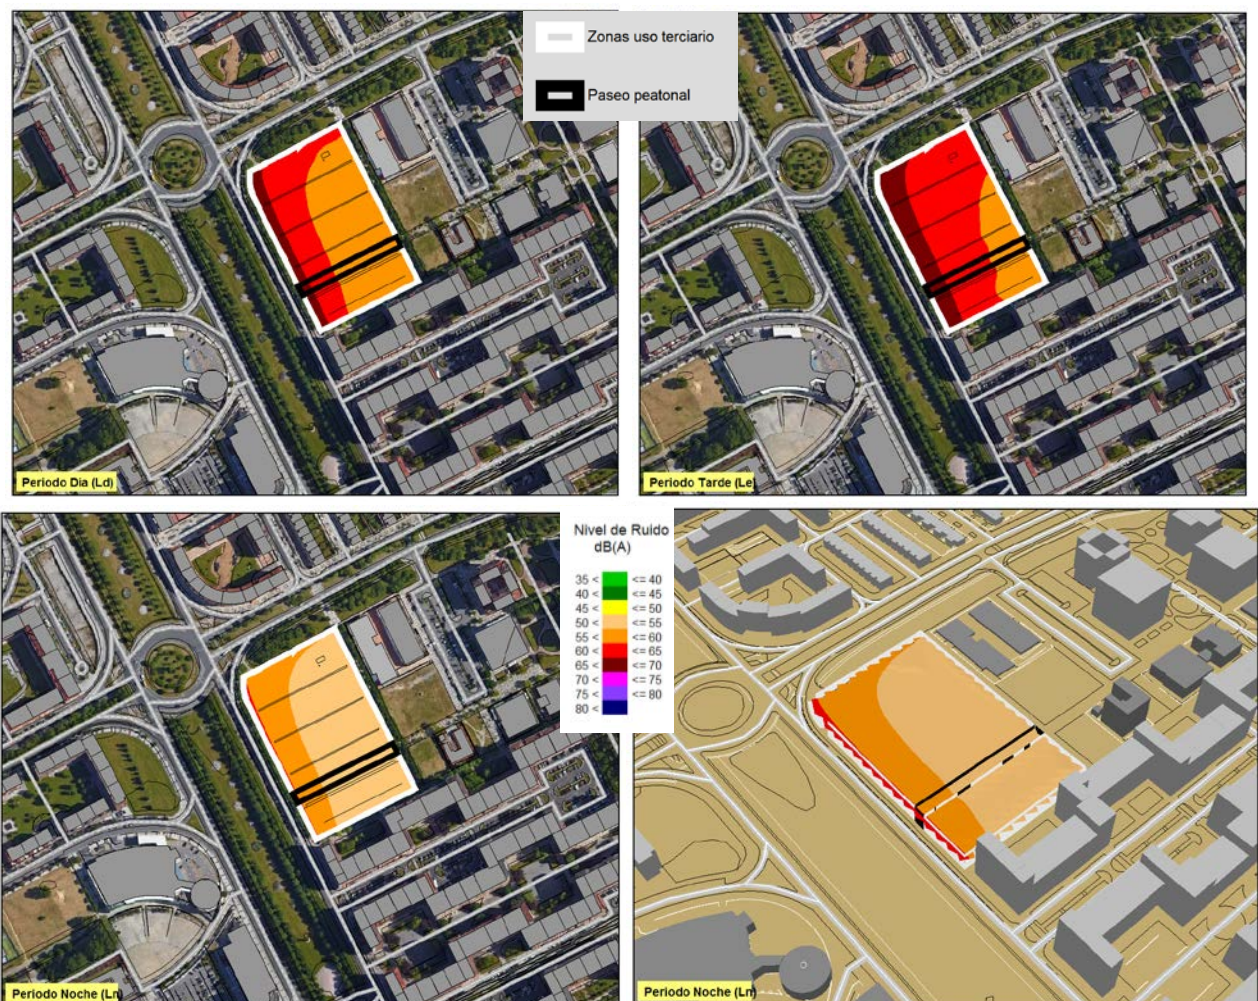 Zonas uso terciario
Paseo peatonal
Periodo Dia (Ld)
Periodo Tarde (Le
Nivel de Ruido
dB(A)
35 < <= 40
40 < <= 45
45 < <= 50
50 < <= 55
55 < <= 60
60 < <= 65
65 < <= 70
70 < <= 75
75 < <= 80
80 <
Periodo Noche (Ln
Periodo Noche (Ln